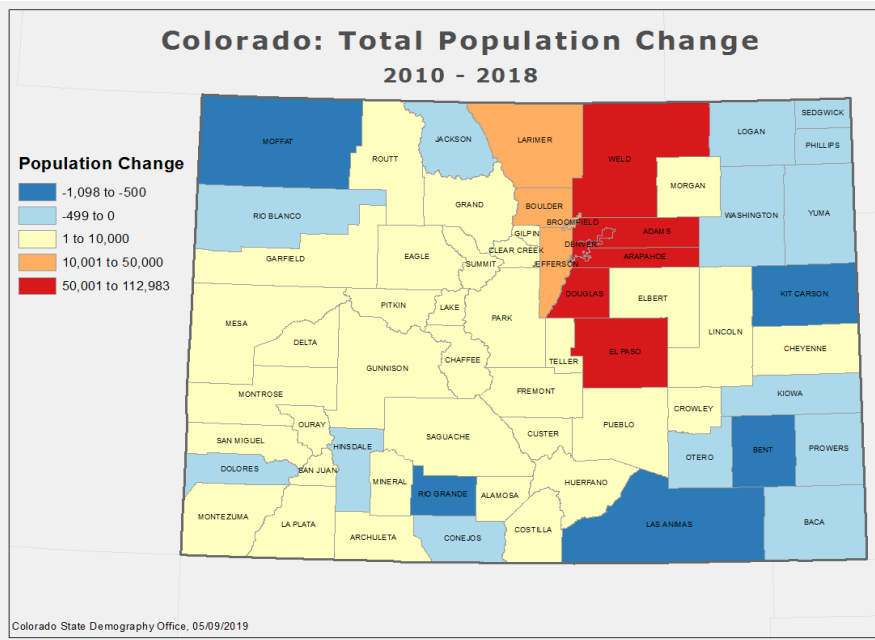 Colorado: Total Population Change
2010 - 2018
Population Change
-1,098 to -500
-499 to 0
1 to 10,000
10,001 to 50,000
50,001 to 112,983
MOFFAT
ROUTT
JACKSON
LARIMER
WELD
LOGAN
SEDGWICK
PHILLIPS
RIO BLANCO
GRAND
BOULDER
MORGAN
WASHINGTON
YUMA
BROOMFIELD
GILPIN
ADAMS
GARFIELD
EAGLE
CLEAR CREEK
DENVER
SUMMIT
JEFFERSON
ARAPAHOE
PITKIN
LAKE
DOUGLAS
ELBERT
KIT CARSON
MESA
PARK
LINCOLN
DELTA
CHAFFEE
TELLER
EL PASO
CHEYENNE
GUNNISON
MONTROSE
FREMONT
KIOWA
CROWLEY
OURAY
PUEBLO
SAN MIGUEL
HINSDALE
SAGUACHE
CUSTER
OTERO
BENT
PROWERS
DOLORES
SAN JUAN
MINERAL
RIO GRANDE
ALAMOSA
HUERFANO
MONTEZUMA
LA PLATA
ARCHULETA
CONEJOS
COSTILLA
LAS ANIMAS
BACA
Colorado State Demography Office, 05/09/2019